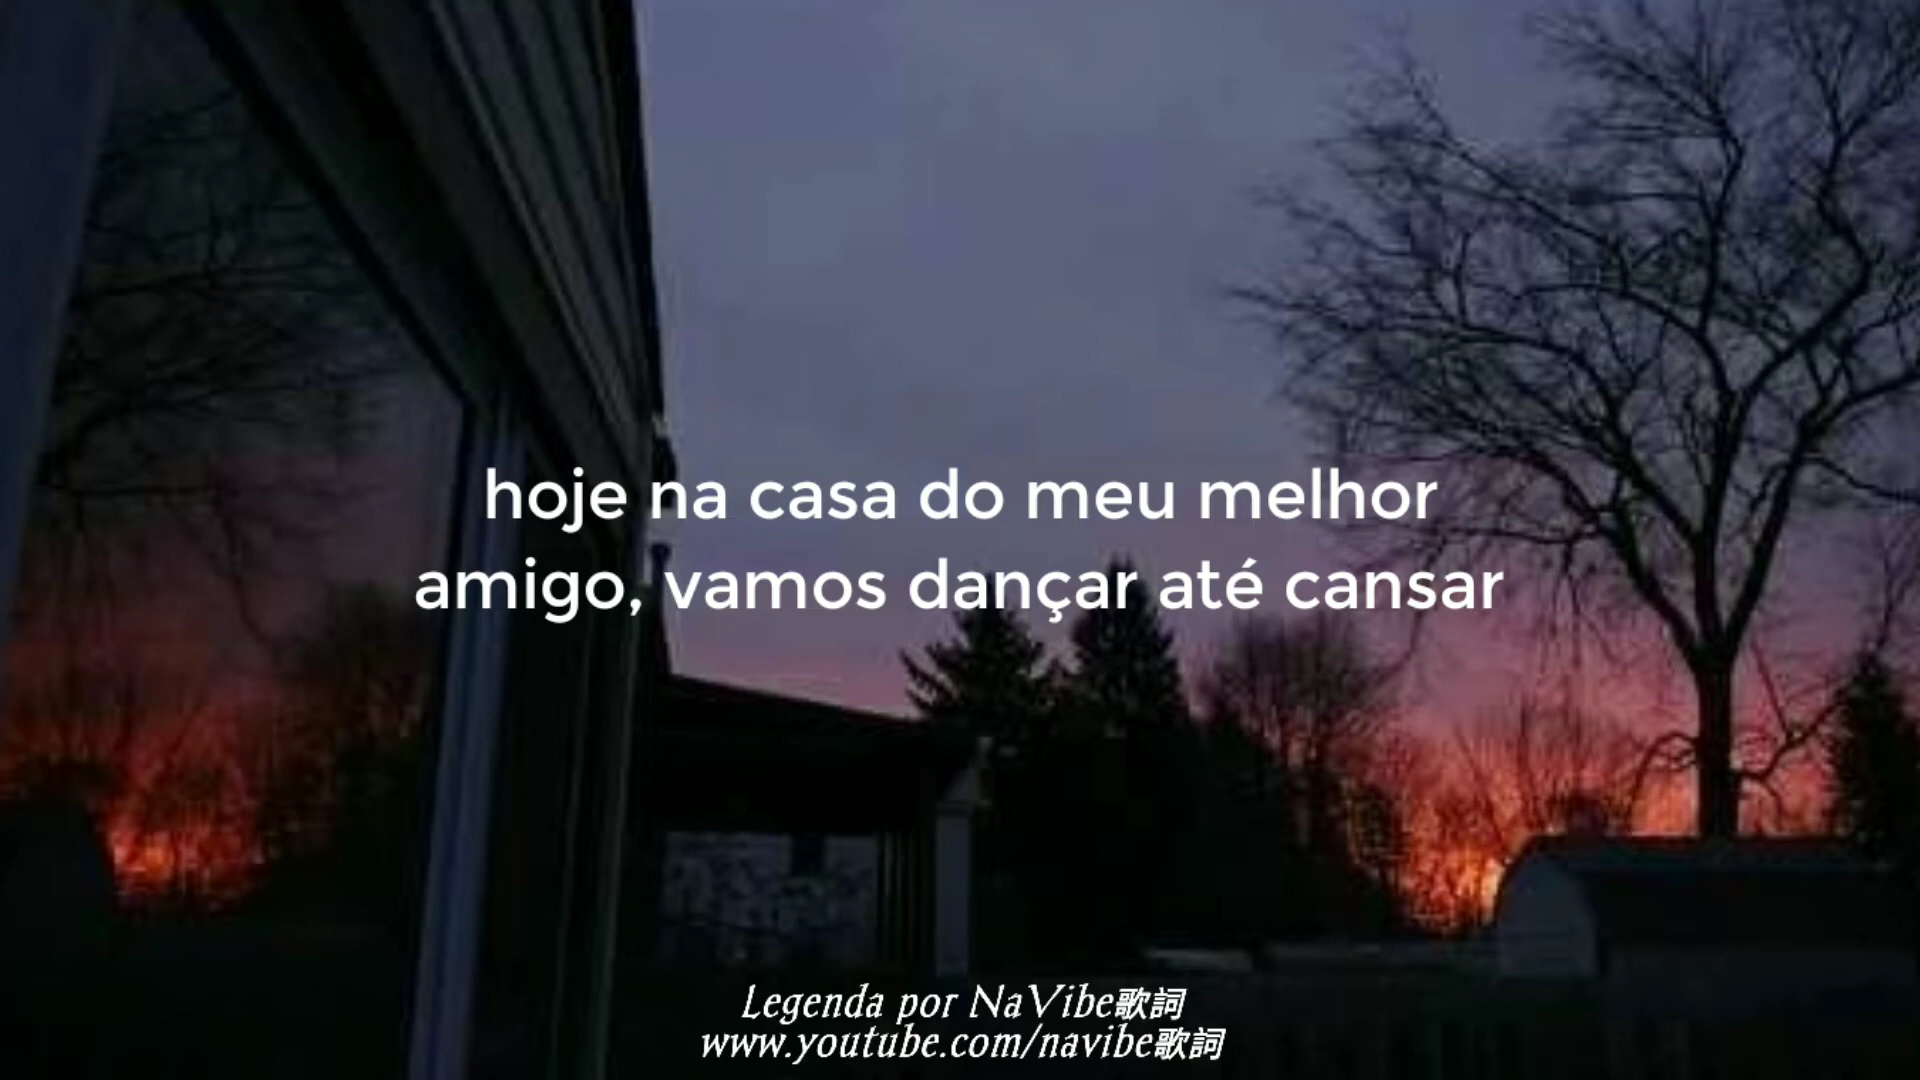 hoje na casa do meu melhor
amigo, vamos dançar até cansar
Legenda por NaVibe歌詞
www.youtube.com/navibe歌詞